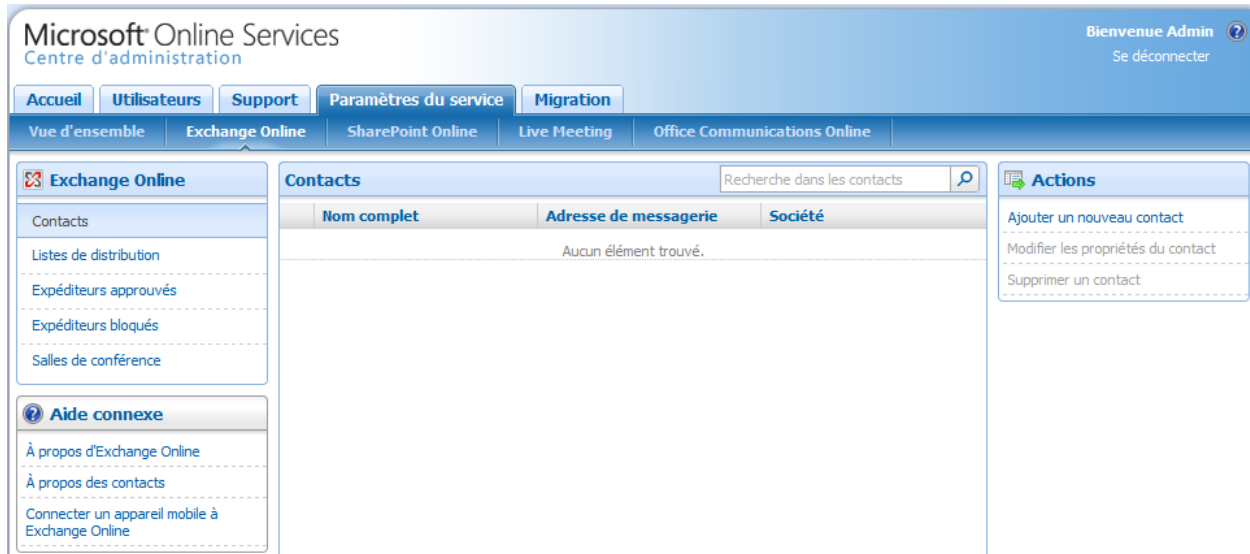 Microsoft Online Services
Centre d'administration
Bienvenue Admin
Se déconnecter
Accueil Utilisateurs Support Paramètres du service Migration
Vue d'ensemble Exchange Online SharePoint Online Live Meeting Office Communications Online
Exchange Online
Contacts
Listes de distribution
Expéditeurs approuvés
Expéditeurs bloqués
Salles de conférence
Aide connexe
À propos d'Exchange Online
À propos des contacts
Connecter un appareil mobile à
Exchange Online
Contacts Recherche dans les contacts
Nom complet Adresse de messagerie Société
Aucun élément trouvé.
Actions
Ajouter un nouveau contact
Modifier les propriétés du contact
Supprimer un contact